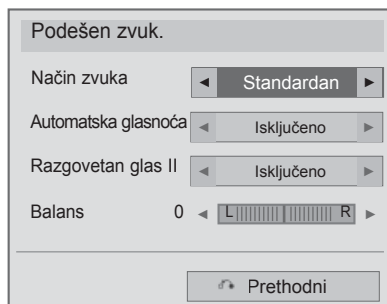 Podešen zvuk.
Način zvuka ◄ Standardan ►
Automatska glasnoća ◄ Isključeno ►
Razgovetan glas II ◄ Isključeno ►
Balans 0 ◄ L R ►
Prethodni